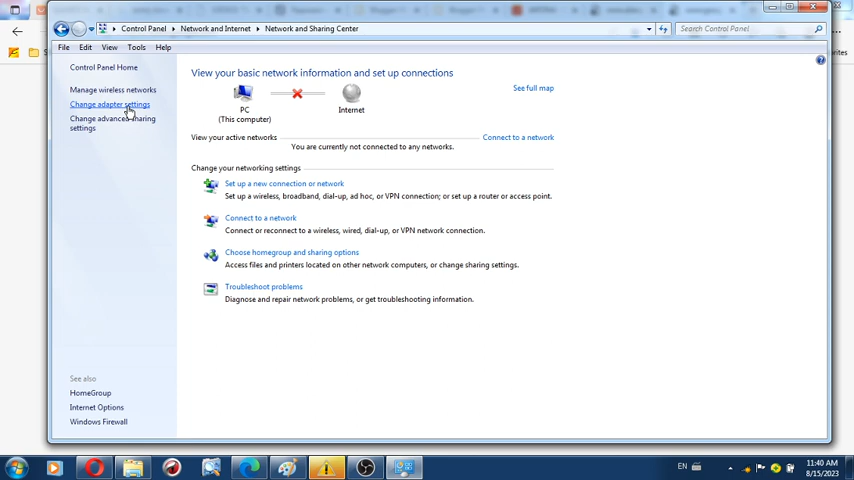 Control Panel Network and Internet Network and Sharing Center Search Control Panel
File Edit View Tools Help
Control Panel Home
Manage wireless networks
Change adapter settings
Change advanced sharing
settings
View your basic network information and set up connections
See full map
PC
(This computer)
Internet
View your active networks
Connect to a network
You are currently not connected to any networks.
Change your networking settings
Set up a new connection or network
Set up a wireless, broadband, dial-up, ad hoc, or VPN connection; or set up a router or access point.
Connect to a network
Connect or reconnect to a wireless, wired, dial-up, or VPN network connection.
Choose homegroup and sharing options
Access files and printers located on other network computers, or change sharing settings.
Troubleshoot problems
Diagnose and repair network problems, or get troubleshooting information.
See also
HomeGroup
Internet Options
Windows Firewall
EN
11:40 AM
8/15/2023